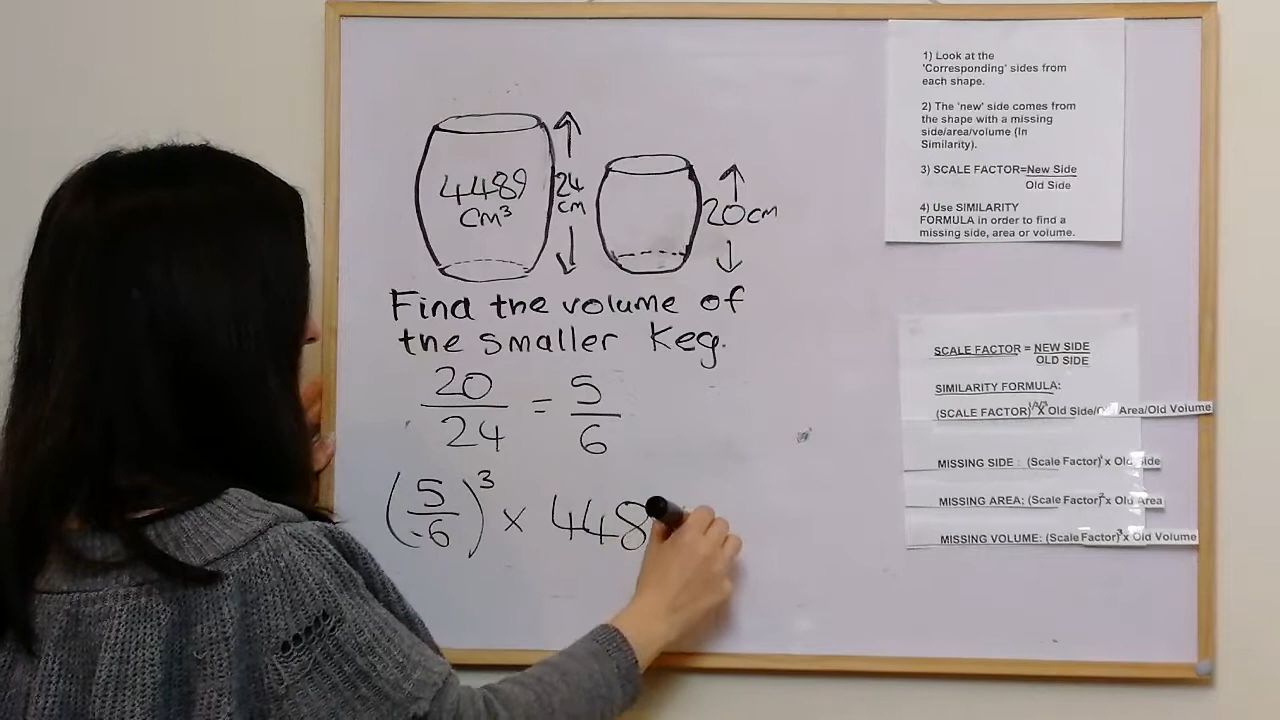 4489
cm³
24
cm
20cm
Find the volume of
the smaller Keg.
20/24 = 5/6
(5/6)³ x 448
1) Look at the
'Corresponding' sides from
each shape.
2) The 'new' side comes from
the shape with a missing
side/area/volume (In
Similarity).
3) SCALE FACTOR=New Side
Old Side
4) Use SIMILARITY
FORMULA in order to find a
missing side, area or volume.
SCALE FACTOR = NEW SIDE
OLD SIDE
SIMILARITY FORMULA:
(SCALE FACTOR) x Old Side/ Area/Old Volume
MISSING SIDE : (Scale Factor) x Old Side
MISSING AREA: (Scale Factor)² x Old Area
MISSING VOLUME: (Scale Factor)³ x Old Volume